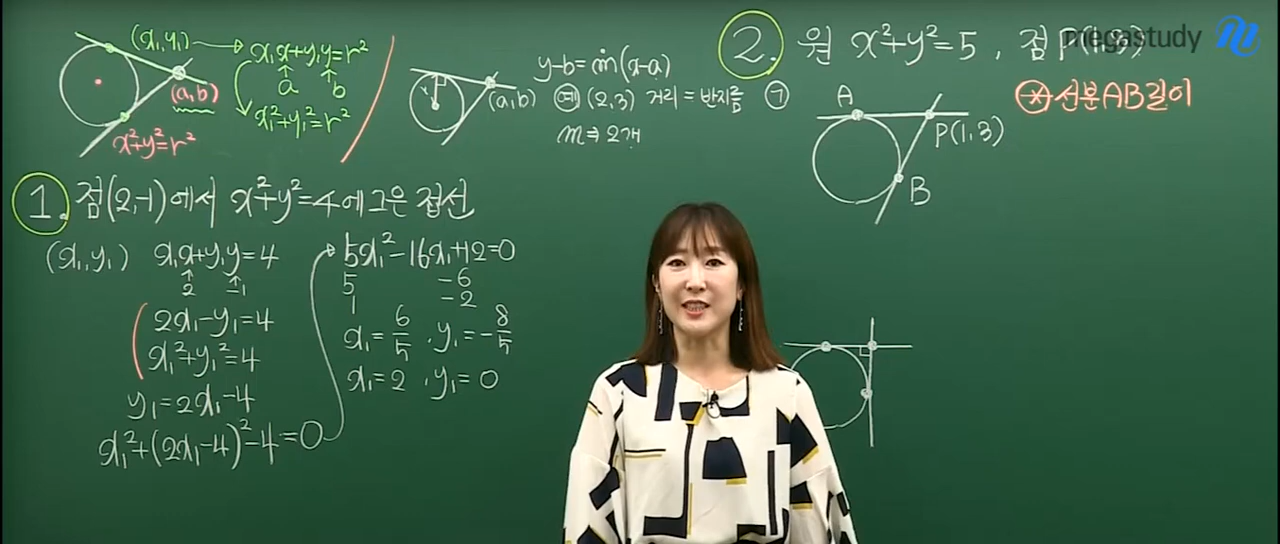 (x₁, y₁) → x₁x+y₁y=r²
↑ ↑
a b
(a, b)
x₁²+y₁²=r²
x²+y²=r²
y-b=m(x-a)
(a, b)
예 (2, 3) 거리=반지름 ㄱ
m⇒2개
1. 점(2,-1)에서 x²+y²=4에 그은 접선
(x₁, y₁) x₁x+y₁y=4
↑ ↑
2 -1
2x₁-y₁=4
x₁²+y₁²=4
y₁=2x₁-4
x₁²+(2x₁-4)²-4=0
5x₁²-16x₁+12=0
5 -6
1 -2
x₁=6/5, y₁=-8/5
x₁=2, y₁=0
2. 원 x²+y²=5, 점 P(1,3)
megastudy
선분AB길이
A
P(1, 3)
B